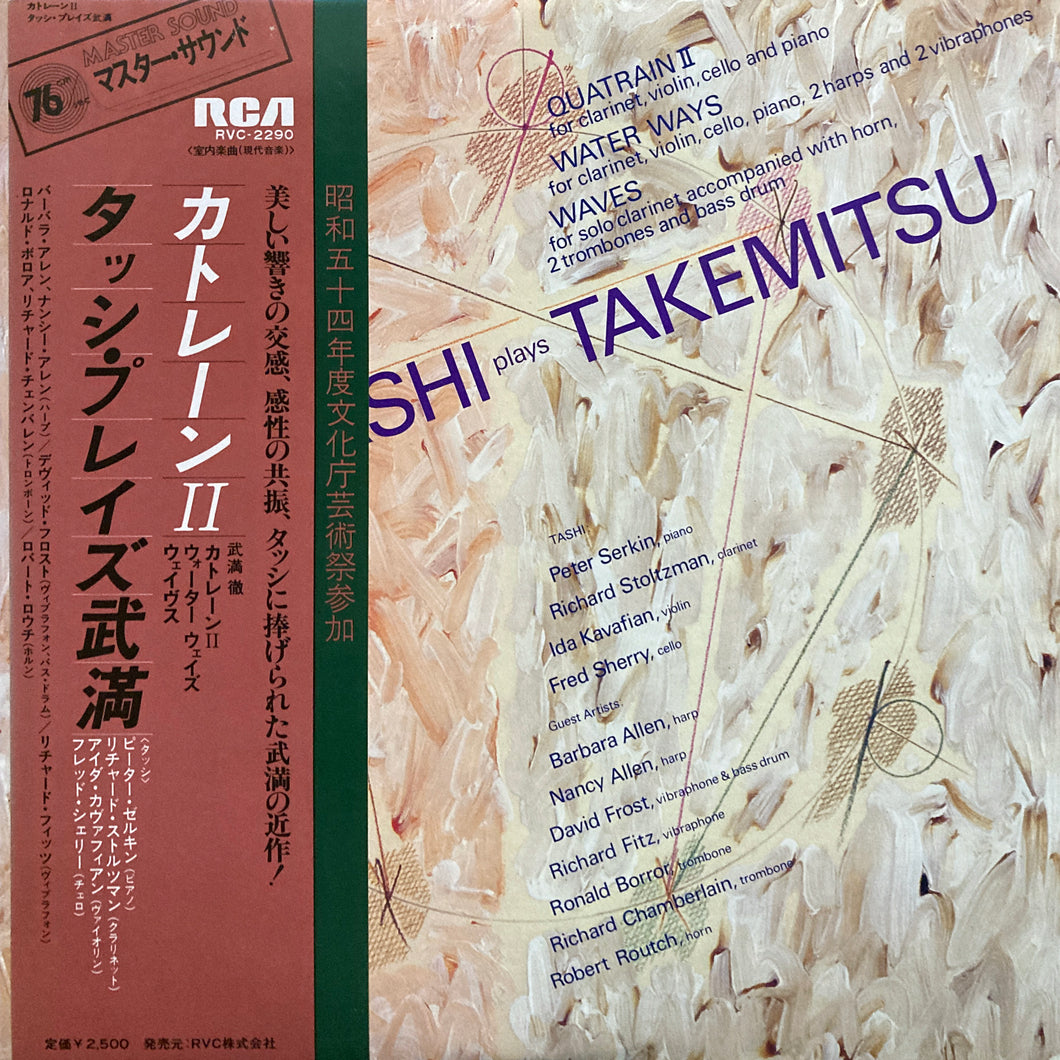 カトレーンII
タッシ・プレイズ武満
MASTER SOUND
マスター・サウンド
76
RCA
RVC-2290
〈室内楽曲(現代音楽)〉
昭和五十四年度文化庁芸術祭参加
美しい響きの交感、感性の共振、タッシに捧げられた武満の近作!
カトレーンII
武満 徹
カトレーンII
ウォーター ウェイズ
ウェイヴス
タッシ・プレイズ武満
〈タッシ〉
ピーター・ゼルキン(ピアノ)
リチャード・ストルツマン(クラリネット)
アイダ・カヴァフィアン(ヴァイオリン)
フレッド・シェリー(チェロ)
バーバラ・アレン、ナンシー・アレン(ハープ)/デヴィッド・フロスト(ヴィブラフォン、バス・ドラム)/リチャード・フィッツ(ヴィブラフォン)
ロナルド・ボロア、リチャード・チェンバレン(トロンボーン)/ロバート・ロウチ(ホルン)
定価¥2,500 発売元:RVC株式会社
QUATRAIN II
for clarinet, violin, cello and piano
WATER WAYS
for clarinet, violin, cello, piano, 2 harps and 2 vibraphones
WAVES
for solo clarinet accompanied with horn,
2 trombones and bass drum
SHI plays TAKEMITSU
TASHI:
Peter Serkin, piano
Richard Stoltzman, clarinet
Ida Kavafian, violin
Fred Sherry, cello
Guest Artists:
Barbara Allen, harp
Nancy Allen, harp
David Frost, vibraphone & bass drum
Richard Fitz, vibraphone
Ronald Borror, trombone
Richard Chamberlain, trombone
Robert Routch, horn